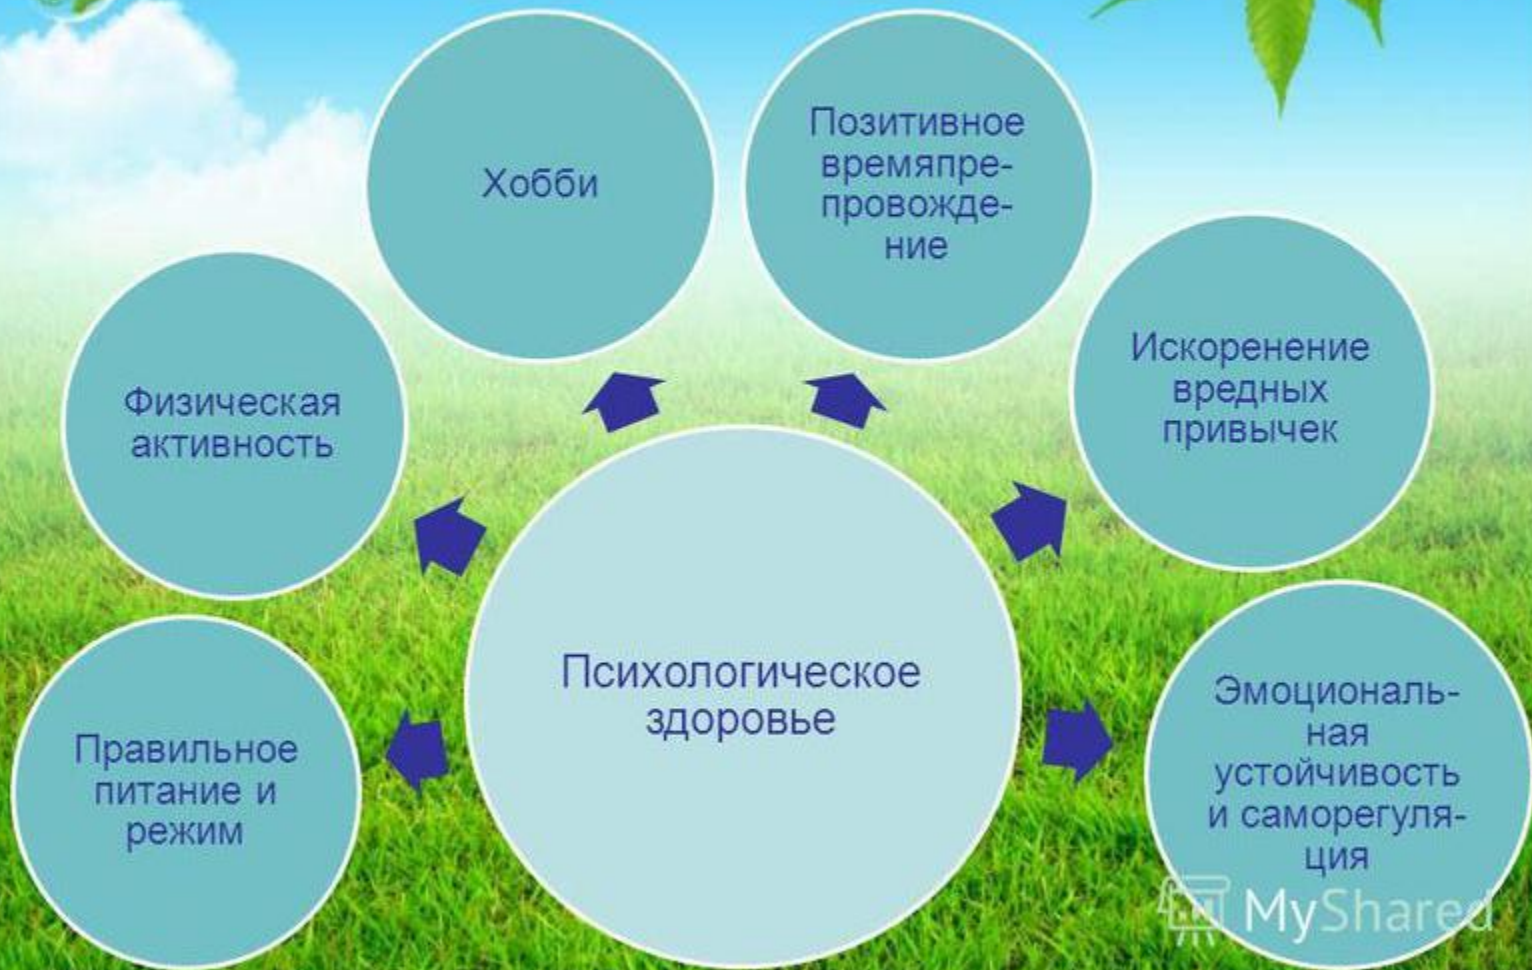 Хобби
Позитивное
времяпре-
провожде-
ние
Физическая
активность
Искоренение
вредных
привычек
Правильное
питание и
режим
Психологическое
здоровье
Эмоциональ-
ная
устойчивость
и саморегуля-
ция
MyShared